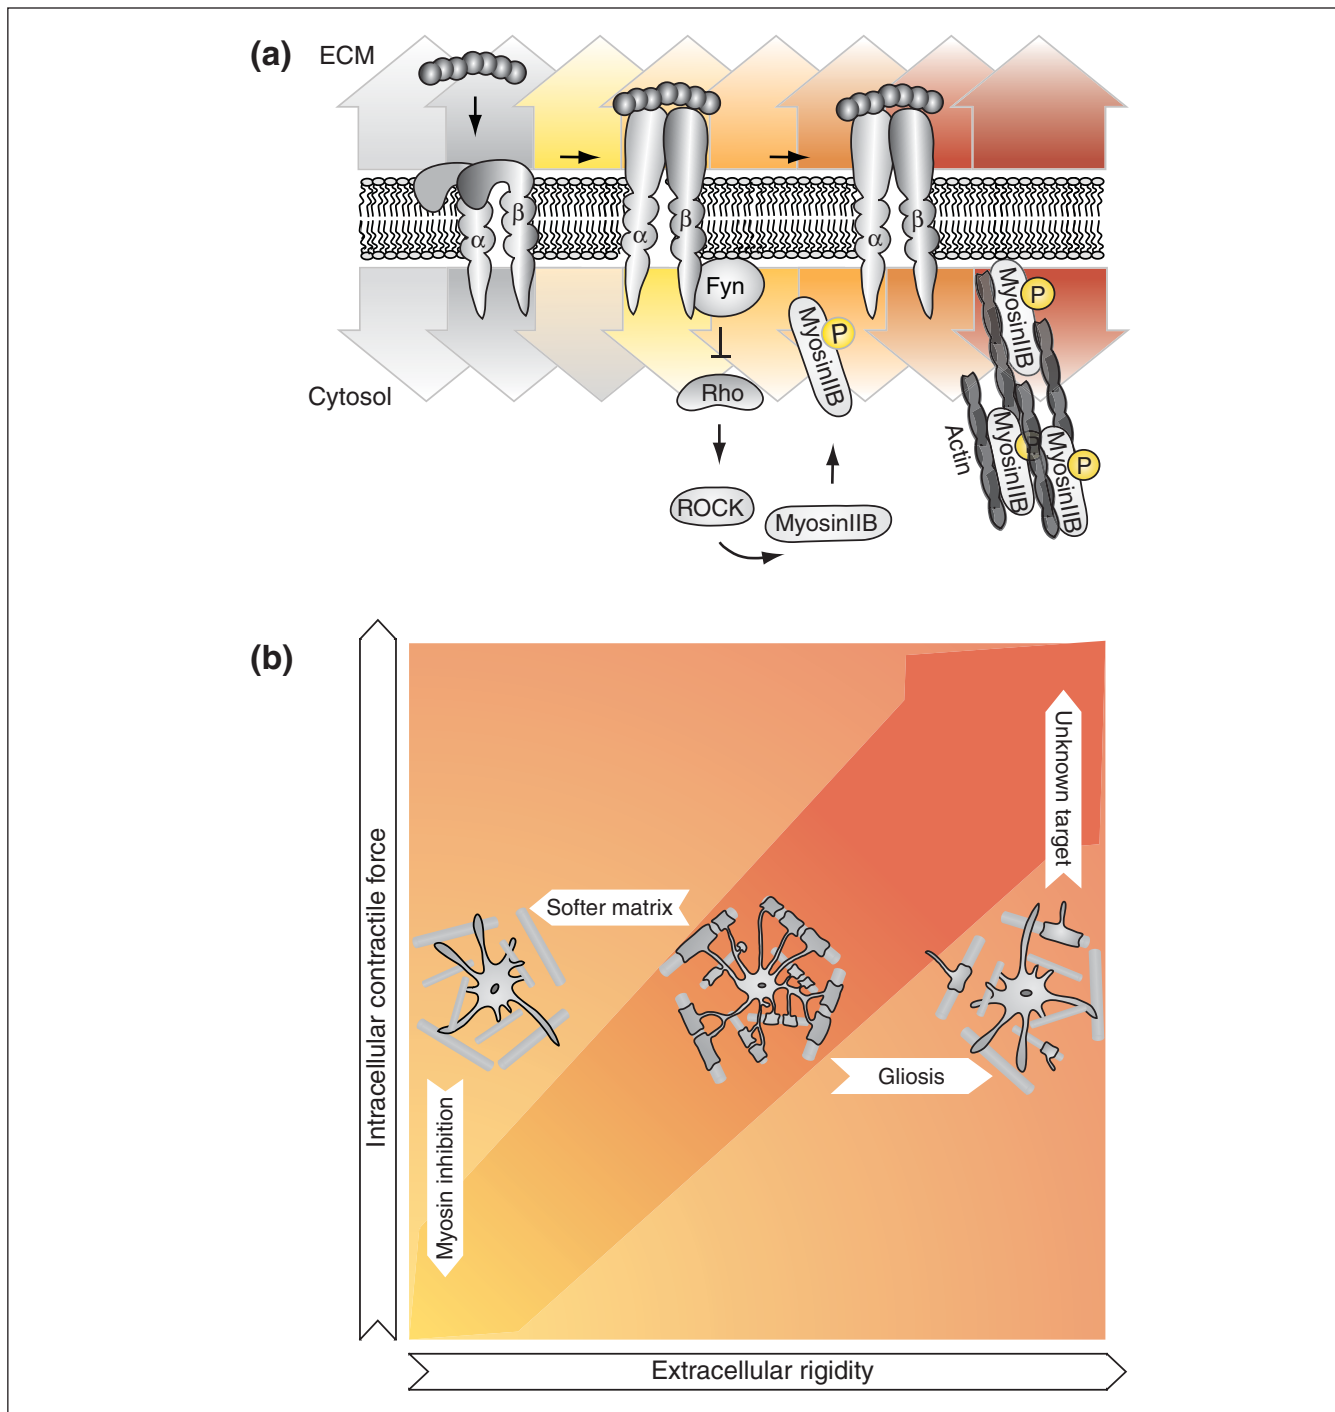 (a)
ECM
α
β
α
β
α
β
Fyn
Rho
ROCK
MyosinIIB
MyosinIIB
P
MyosinIIB
P
MyosinIIB
P
MyosinIIB
P
Actin
Cytosol
(b)
Intracellular contractile force
Unknown target
Softer matrix
Gliosis
Myosin inhibition
Extracellular rigidity